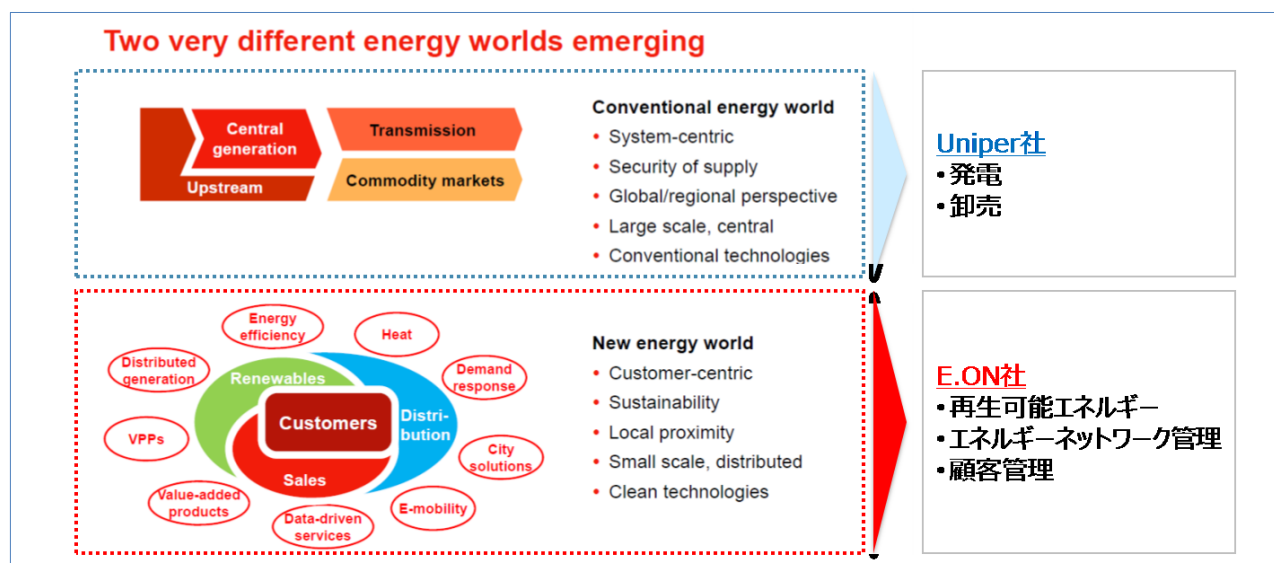 Two very different energy worlds emerging
Central
generation
Upstream
Transmission
Commodity markets
Conventional energy world
• System-centric
• Security of supply
• Global/regional perspective
• Large scale, central
• Conventional technologies
Uniper社
•発電
•卸売
Energy
efficiency
Heat
Distributed
generation
Renewables
Demand
response
Customers
Distri-
bution
VPPs
City
solutions
Sales
Value-added
products
E-mobility
Data-driven
services
New energy world
• Customer-centric
• Sustainability
• Local proximity
• Small scale, distributed
• Clean technologies
E.ON社
•再生可能エネルギー
•エネルギーネットワーク管理
•顧客管理